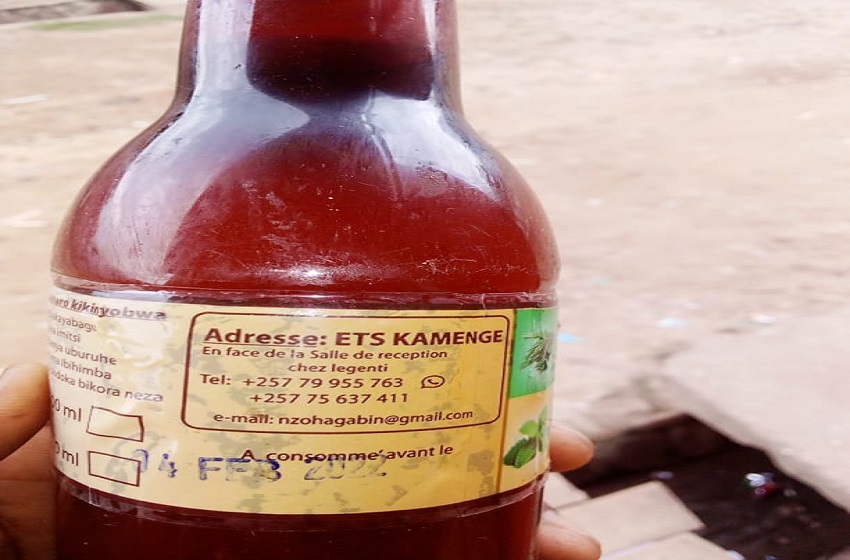 kikinyobwa
imitsi
uburuhe
ibihimba
bikora neza
ml
ml
Adresse: ETS KAMENGE
En face de la Salle de reception
chez legenti
Tel: +257 79 955 763
+257 75 637 411
e-mail: nzohagabin@gmail.com
A consomme avant le
14 FEB 2022